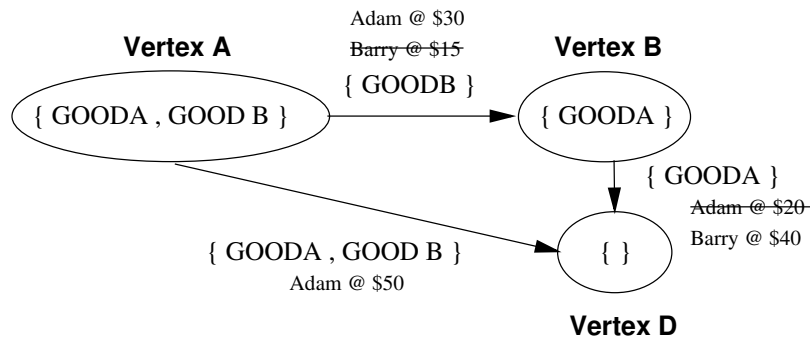 Adam @ $30
Vertex A
Barry @ $15
Vertex B
{ GOODB }
{ GOODA , GOOD B }
{ GOODA }
{ GOODA }
Adam @ $20
Barry @ $40
{ GOODA , GOOD B }
{ }
Adam @ $50
Vertex D